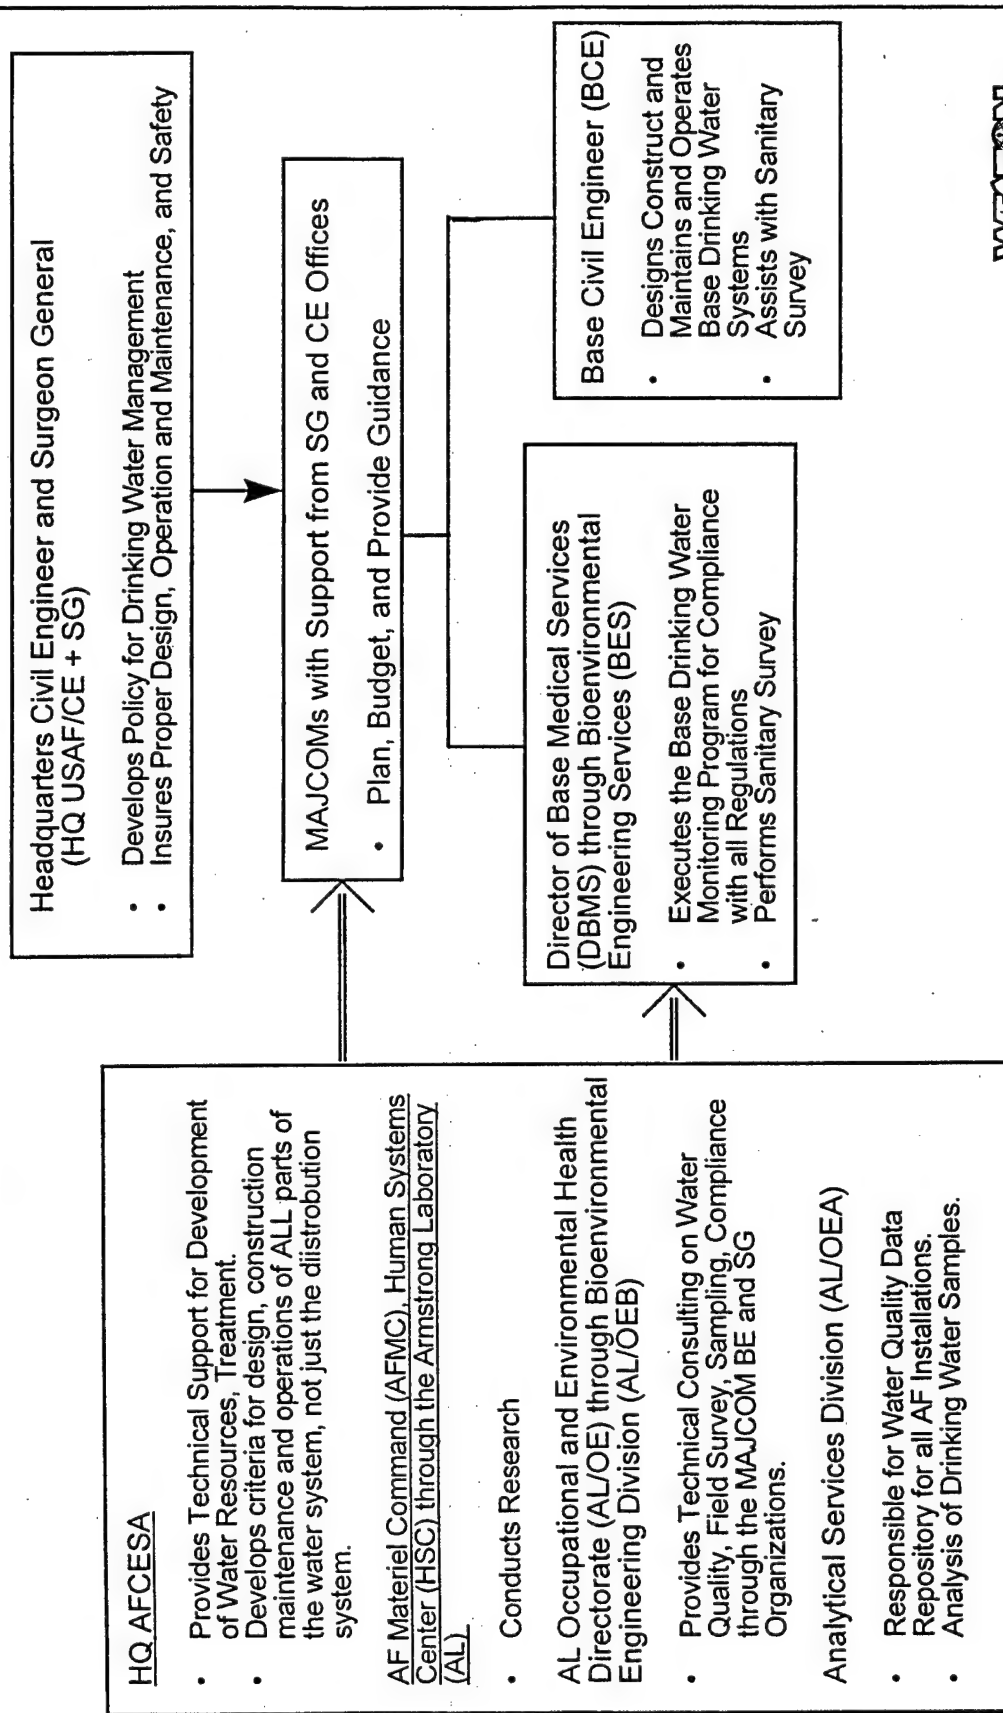 Headquarters Civil Engineer and Surgeon General
(HQ USAF/CE + SG)
• Develops Policy for Drinking Water Management
• Insures Proper Design, Operation and Maintenance, and Safety
MAJCOMs with Support from SG and CE Offices
• Plan, Budget, and Provide Guidance
Director of Base Medical Services
(DBMS) through Bioenvironmental
Engineering Services (BES)
• Executes the Base Drinking Water
Monitoring Program for Compliance
with all Regulations
• Performs Sanitary Survey
Base Civil Engineer (BCE)
• Designs Construct and
Maintains and Operates
Base Drinking Water
Systems
• Assists with Sanitary
Survey
HQ AFCESA
• Provides Technical Support for Development
of Water Resources, Treatment.
• Develops criteria for design, construction
maintenance and operations of ALL parts of
the water system, not just the diistrobution
system.
AF Materiel Command (AFMC), Human Systems
Center (HSC) through the Armstrong Laboratory
(AL)
• Conducts Research
AL Occupational and Environmental Health
Directorate (AL/OE) through Bioenvironmental
Engineering Division (AL/OEB)
• Provides Technical Consulting on Water
Quality, Field Survey, Sampling, Compliance
through the MAJCOM BE and SG
Organizations.
Analytical Services Division (AL/OEA)
• Responsible for Water Quality Data
Repository for all AF Installations.
• Analysis of Drinking Water Samples.